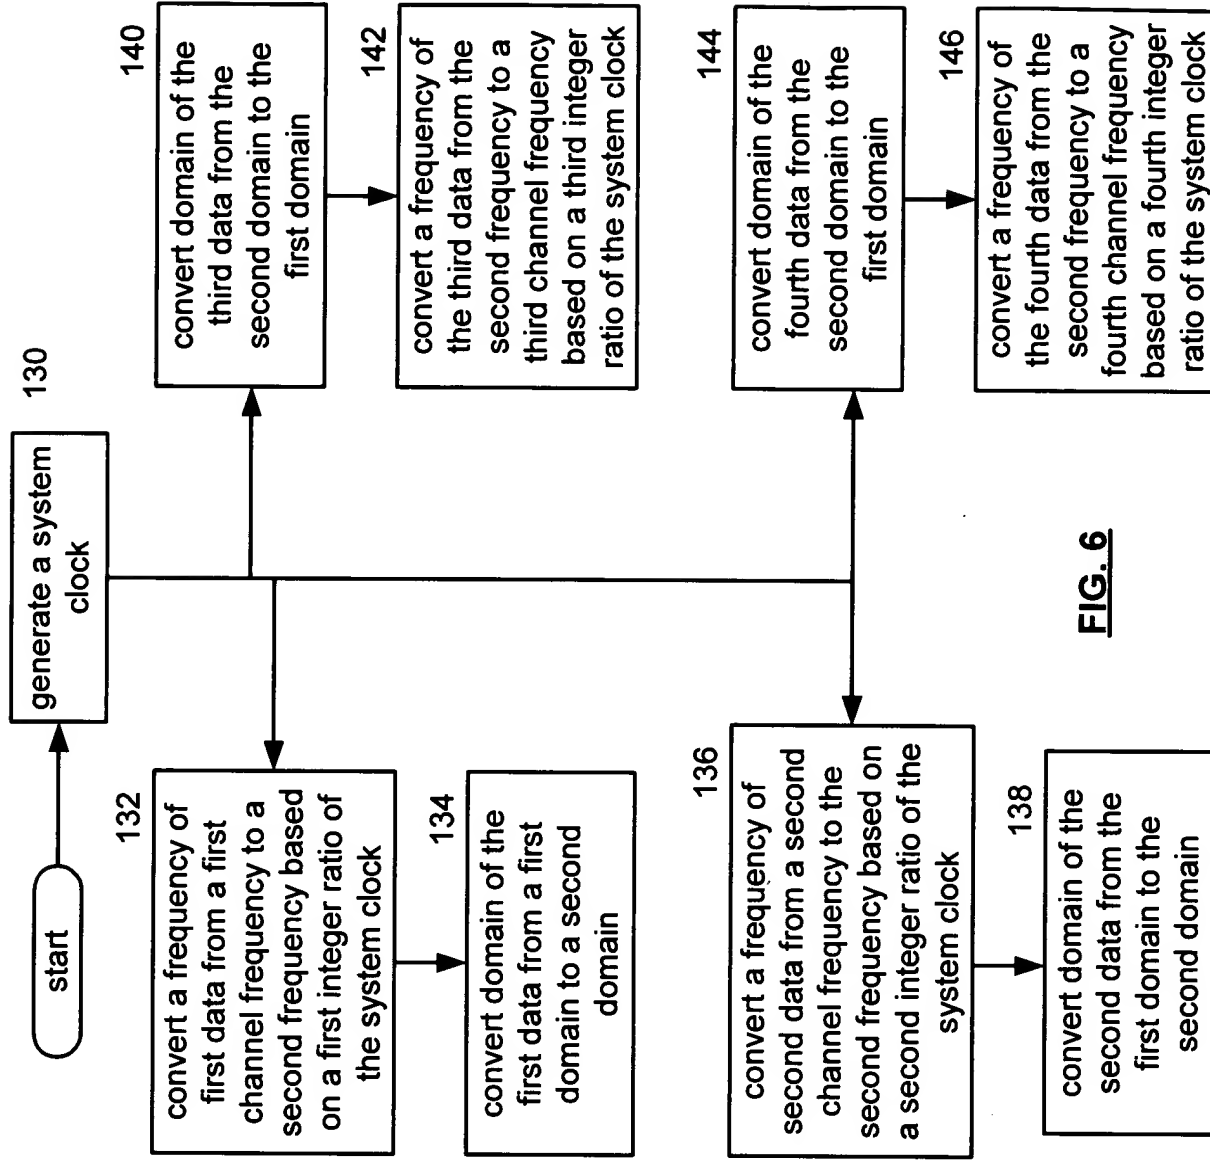 start
generate a system
clock
130
132
convert a frequency of
first data from a first
channel frequency to a
second frequency based
on a first integer ratio of
the system clock
134
convert domain of the
first data from a first
domain to a second
domain
140
convert domain of the
third data from the
second domain to the
first domain
142
convert a frequency of
the third data from the
second frequency to a
third channel frequency
based on a third integer
ratio of the system clock
136
convert a frequency of
second data from a second
channel frequency to the
second frequency based on
a second integer ratio of the
system clock
138
convert domain of the
second data from the
first domain to the
second domain
144
convert domain of the
fourth data from the
second domain to the
first domain
146
convert a frequency of
the fourth data from the
second frequency to a
fourth channel frequency
based on a fourth integer
ratio of the system clock
FIG. 6